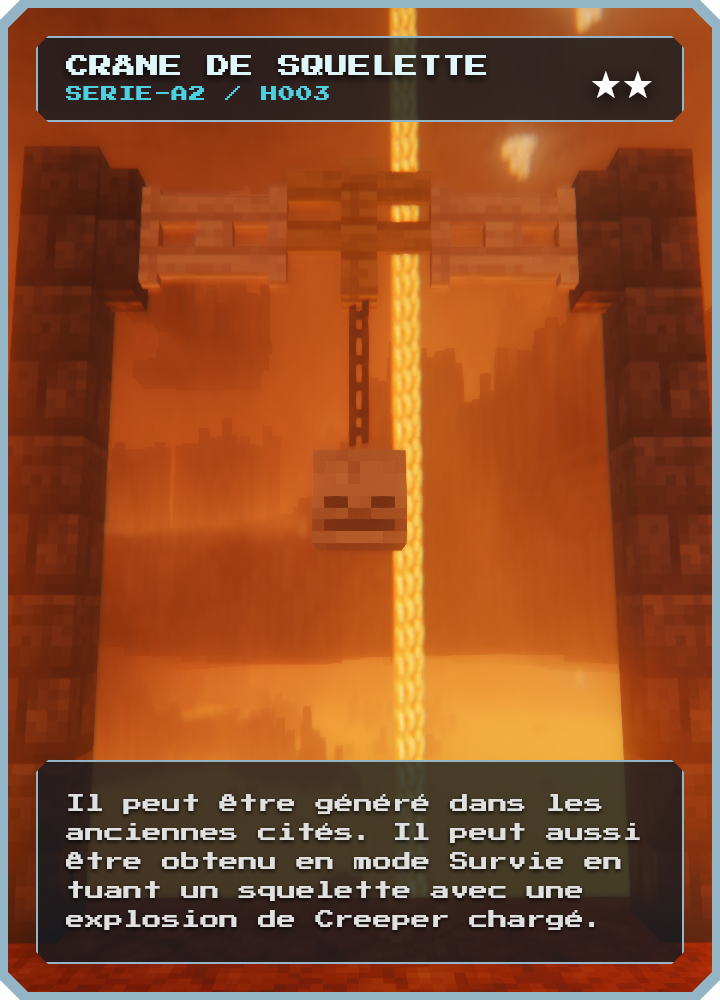 CRÂNE DE SQUELETTE
SERIE-A2 / H003
★★
Il peut être généré dans les
anciennes cités. Il peut aussi
être obtenu en mode Survie en
tuant un squelette avec une
explosion de Creeper chargé.